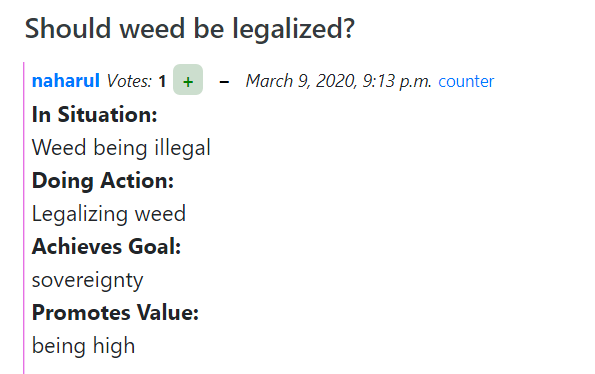 Should weed be legalized?
naharul Votes: 1 + − March 9, 2020, 9:13 p.m. counter
In Situation:
Weed being illegal
Doing Action:
Legalizing weed
Achieves Goal:
sovereignty
Promotes Value:
being high